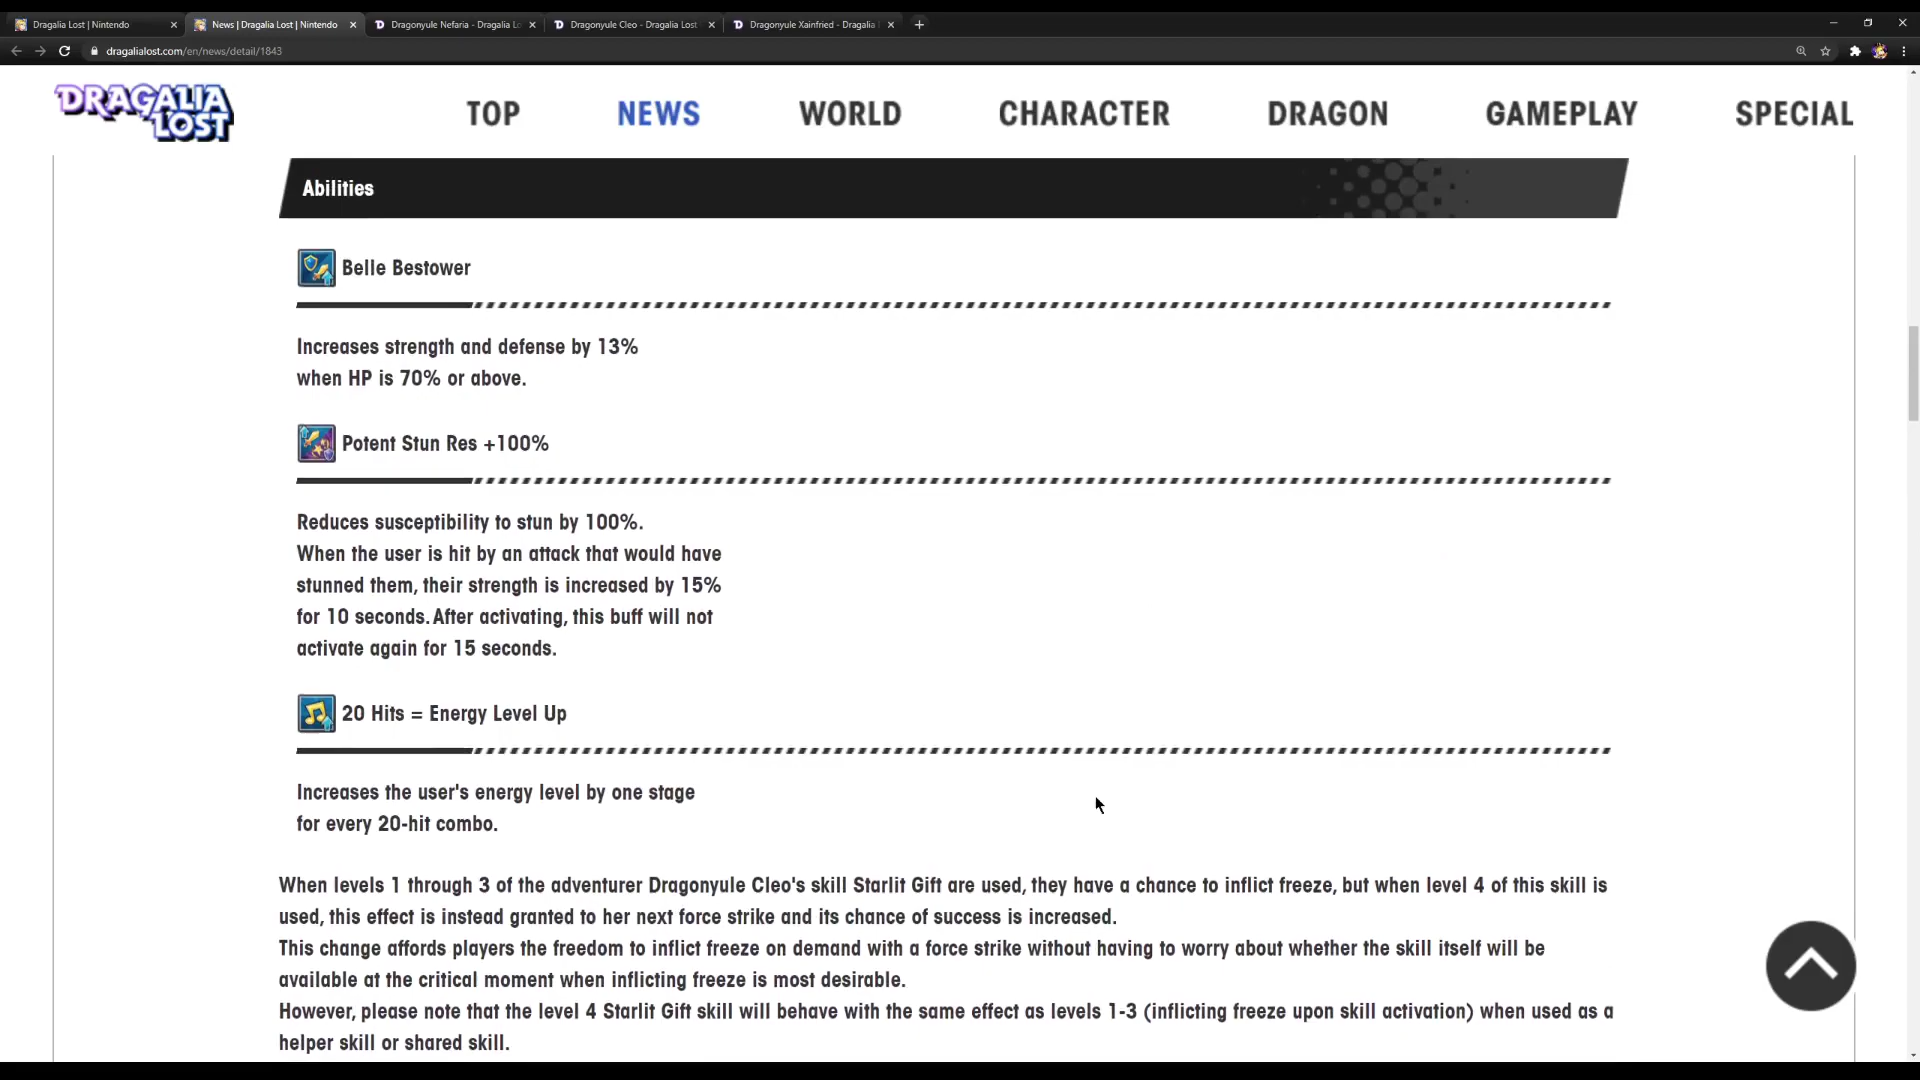 Dragalia Lost | Nintendo
News | Dragalia Lost | Nintendo
Dragonyule Nefaria - Dragalia Lo
Dragonyule Cleo - Dragalia Lost
Dragonyule Xainfried - Dragalia
dragalialost.com/en/news/detail/1843
DRAGALIA
LOST
TOP
NEWS
WORLD
CHARACTER
DRAGON
GAMEPLAY
SPECIAL
Abilities
Belle Bestower
Increases strength and defense by 13%
when HP is 70% or above.
Potent Stun Res +100%
Reduces susceptibility to stun by 100%.
When the user is hit by an attack that would have
stunned them, their strength is increased by 15%
for 10 seconds. After activating, this buff will not
activate again for 15 seconds.
20 Hits = Energy Level Up
Increases the user's energy level by one stage
for every 20-hit combo.
When levels 1 through 3 of the adventurer Dragonyule Cleo's skill Starlit Gift are used, they have a chance to inflict freeze, but when level 4 of this skill is
used, this effect is instead granted to her next force strike and its chance of success is increased.
This change affords players the freedom to inflict freeze on demand with a force strike without having to worry about whether the skill itself will be
available at the critical moment when inflicting freeze is most desirable.
However, please note that the level 4 Starlit Gift skill will behave with the same effect as levels 1-3 (inflicting freeze upon skill activation) when used as a
helper skill or shared skill.